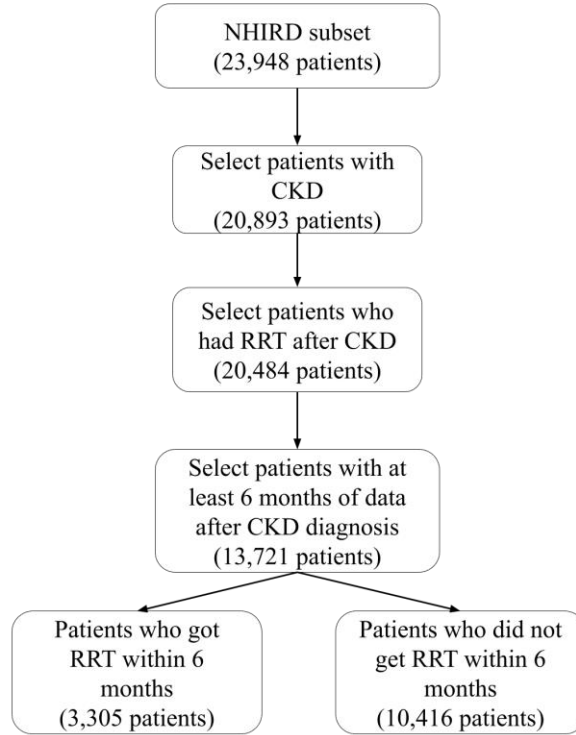 NHIRD subset
(23,948 patients)
Select patients with
CKD
(20,893 patients)
Select patients who
had RRT after CKD
(20,484 patients)
Select patients with at
least 6 months of data
after CKD diagnosis
(13,721 patients)
Patients who got
RRT within 6
months
(3,305 patients)
Patients who did not
get RRT within 6
months
(10,416 patients)